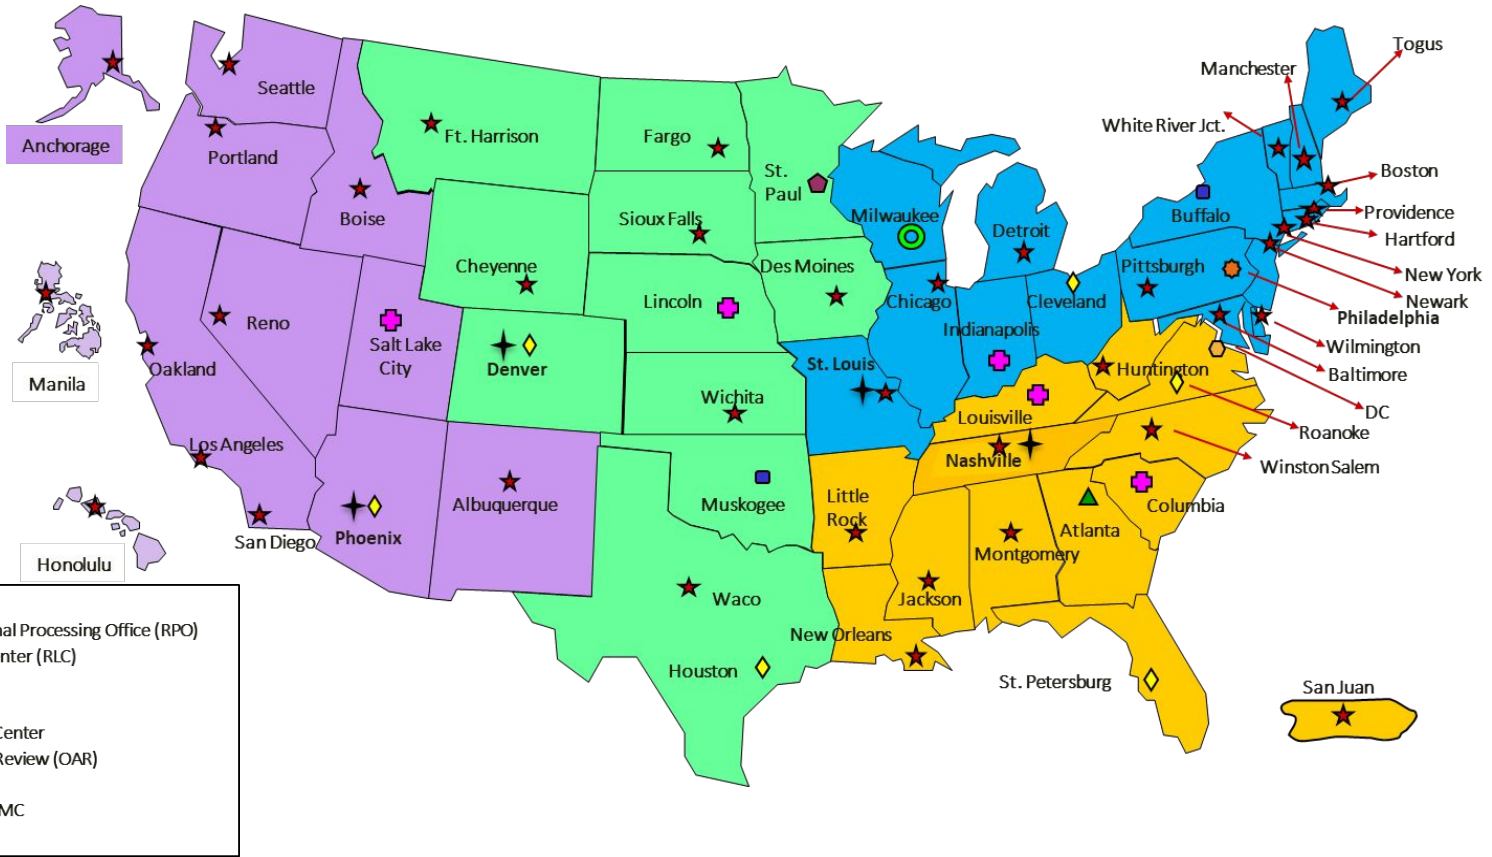 Togus
Manchester
Seattle
White River Jct.
Ft. Harrison
Fargo
Anchorage
Portland
St.
Paul
Boston
Boise
Sioux Falls
Milwaukee
Buffalo
Providence
Detroit
Hartford
Cheyenne
Des Moines
Pittsburgh
New York
Lincoln
Chicago
Cleveland
Newark
Reno
Indianapolis
Philadelphia
Salt Lake
City
Wilmington
Oakland
Denver
St. Louis
Huntington
Baltimore
Manila
Wichita
Louisville
DC
Roanoke
Los Angeles
Nashville
Winston Salem
Albuquerque
Muskogee
Little
Rock
Columbia
San Diego
Phoenix
Atlanta
Montgomery
Honolulu
Waco
Jackson
New Orleans
Houston
St. Petersburg
San Juan
Processing Office (RPO)
(RLC)
Center
Review (OAR)
MC